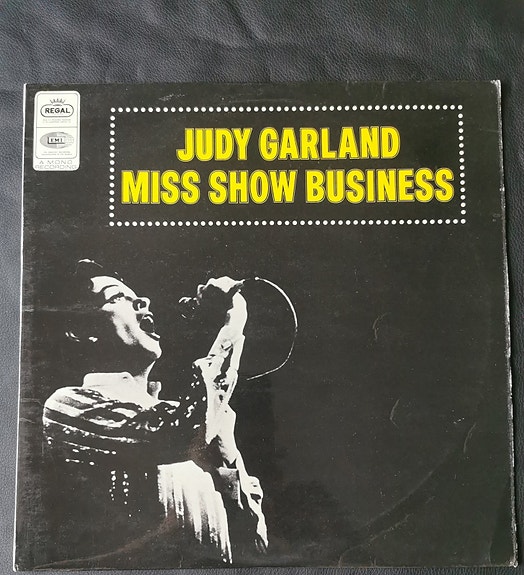 REGAL
EMI
A MONO
RECORDING
JUDY GARLAND
MISS SHOW BUSINESS